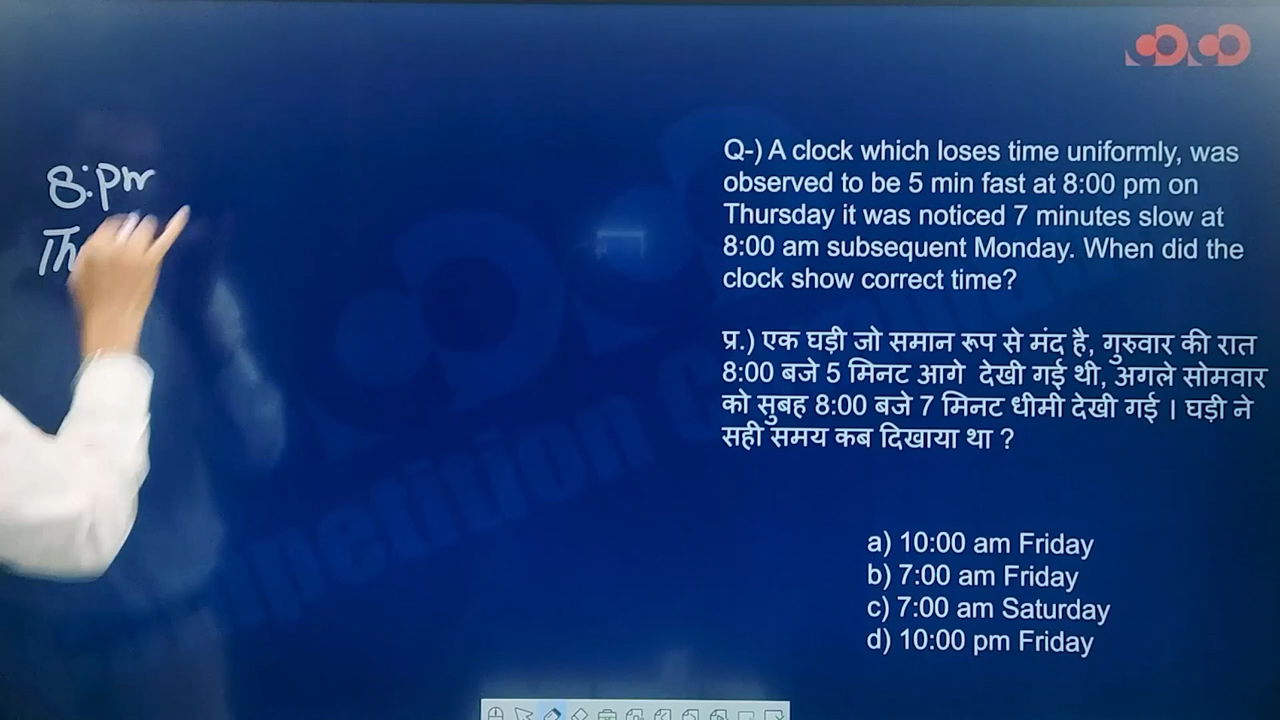 8:pm
Th
Q-) A clock which loses time uniformly, was
observed to be 5 min fast at 8:00 pm on
Thursday it was noticed 7 minutes slow at
8:00 am subsequent Monday. When did the
clock show correct time?
प्र.) एक घड़ी जो समान रूप से मंद है, गुरुवार की रात
8:00 बजे 5 मिनट आगे देखी गई थी, अगले सोमवार
को सुबह 8:00 बजे 7 मिनट धीमी देखी गई । घड़ी ने
सही समय कब दिखाया था ?
a) 10:00 am Friday
b) 7:00 am Friday
c) 7:00 am Saturday
d) 10:00 pm Friday